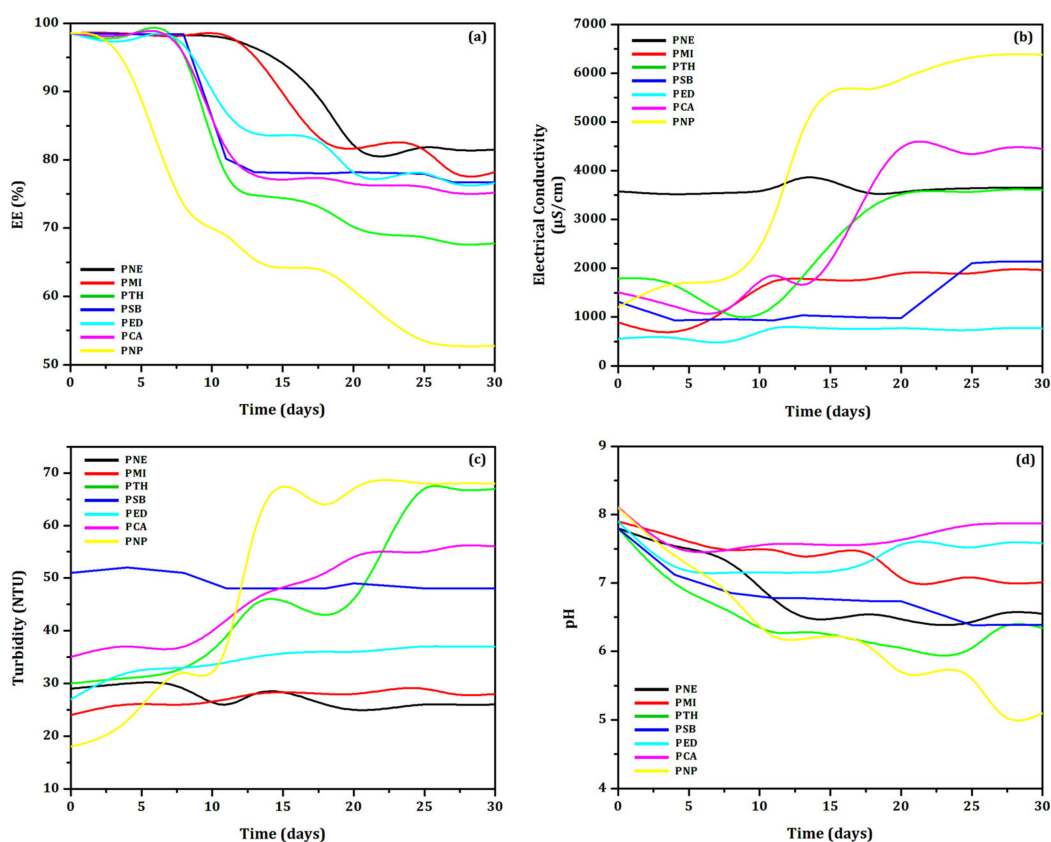 (a)
100
90
80
70
60
50
EE (%)
PNE
PMI
PTH
PSB
PED
PCA
PNP
0 5 10 15 20 25 30
Time (days)
(b)
7000
6000
5000
4000
3000
2000
1000
0
Electrical Conductivity
(µS/cm)
PNE
PMI
PTH
PSB
PED
PCA
PNP
0 5 10 15 20 25 30
Time (days)
(c)
70
60
50
40
30
20
10
Turbidity (NTU)
PNE
PMI
PTH
PSB
PED
PCA
PNP
0 5 10 15 20 25 30
Time (days)
(d)
9
8
7
6
5
4
pH
PNE
PMI
PTH
PSB
PED
PCA
PNP
0 5 10 15 20 25 30
Time (days)